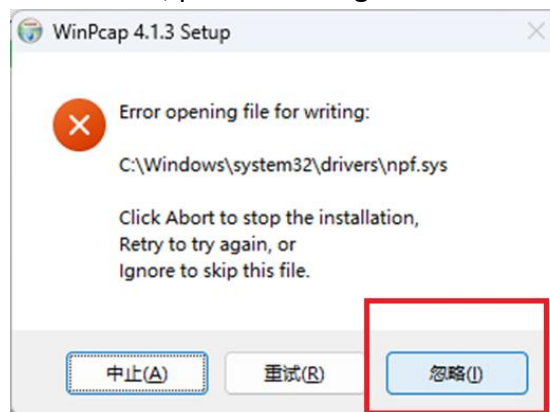 WinPcap 4.1.3 Setup
Error opening file for writing:
C:\Windows\system32\drivers\npf.sys
Click Abort to stop the installation,
Retry to try again, or
Ignore to skip this file.
中止(A)
重试(R)
忽略(I)